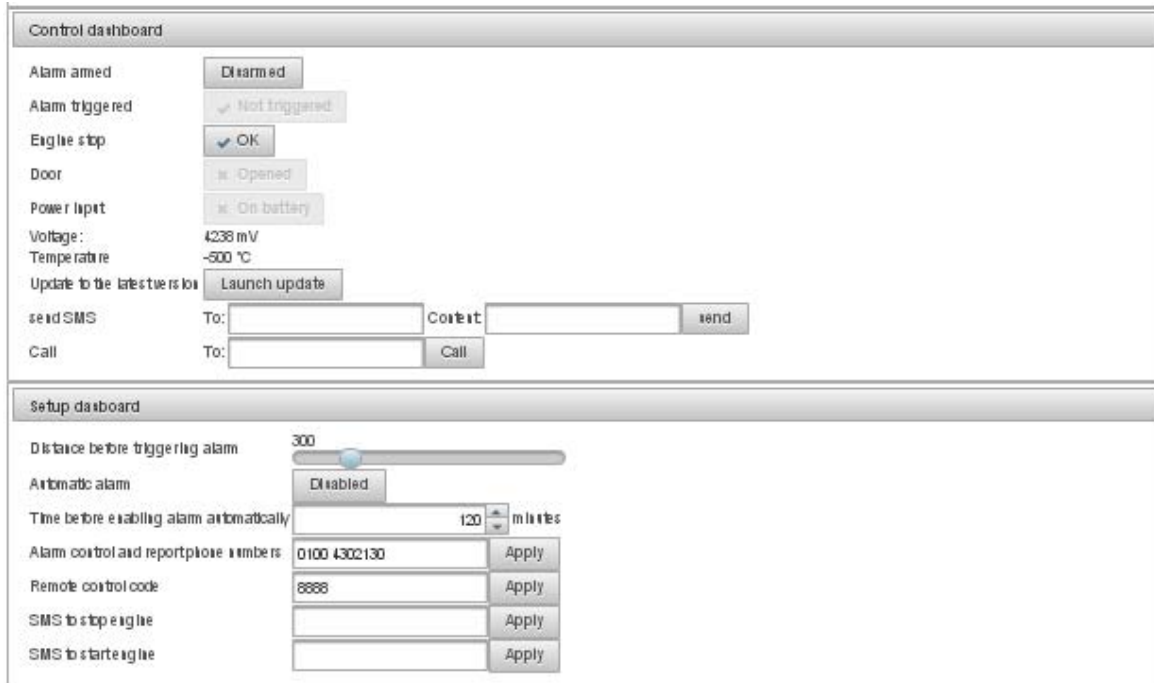 Control dashboard
Alarm armed Disarmed
Alarm triggered Not triggered
Engine stop OK
Door Opened
Power Input On battery
Voltage: 4238 mV
Temperature -500 °C
Update to the latest version Launch update
send SMS To: Content send
Call To: Call
Setup dasboard
Distance before triggering alarm 300
Automatic alarm Disabled
Time before enabling alarm automatically 120 minutes
Alarm control and report phone numbers 0100 4302130 Apply
Remote control code 8888 Apply
SMS to stop engine Apply
SMS to start engine Apply